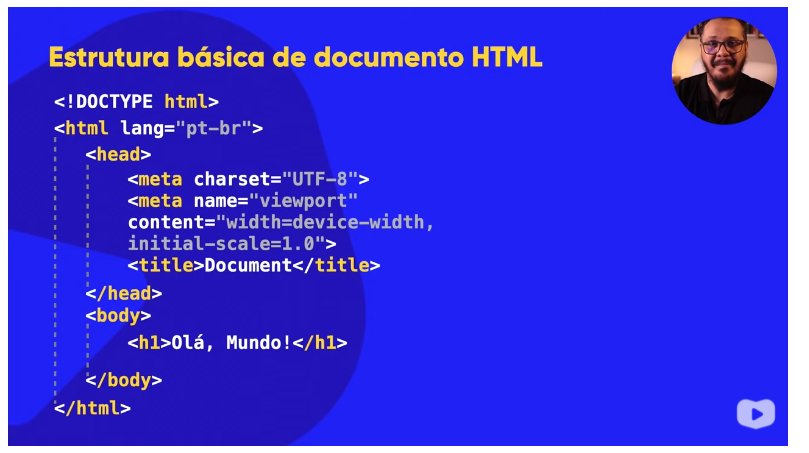 Estrutura básica de documento HTML
<!DOCTYPE html>
<html lang="pt-br">
<head>
<meta charset="UTF-8">
<meta name="viewport"
content="width=device-width,
initial-scale=1.0">
<title>Document</title>
</head>
<body>
<h1>Olá, Mundo!</h1>
</body>
</html>